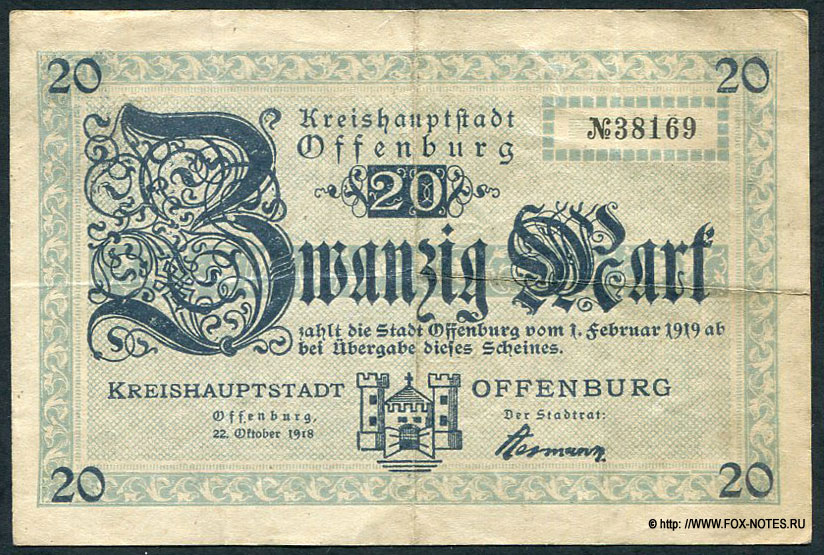 20
20
Kreishauptstadt
Offenburg
№38169
20
Zwanzig Mark
zahlt die Stadt Offenburg vom 1. Februar 1919 ab
bei Übergabe dieses Scheines.
KREISHAUPTSTADT OFFENBURG
Offenburg,
22. Oktober 1918
Der Stadtrat:
20
20
© http: //WWW.FOX-NOTES.RU